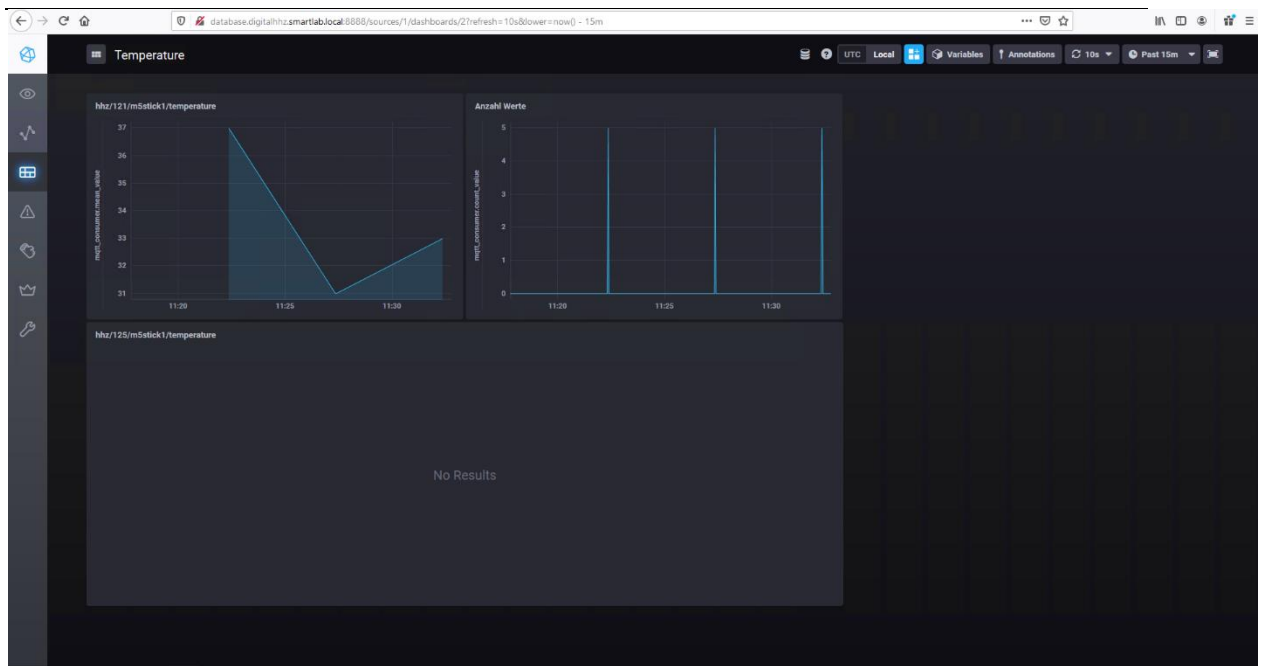 database.digitalhhz.smartlab.local:8888/sources/1/dashboards/2?refresh=10s&lower=now() - 15m
Temperature
UTC Local Variables Annotations 10s Past 15m
hhz/121/m5stick1/temperature
37
36
35
34
33
32
31
mqtt_consumer.mean_value
11:20 11:25 11:30
Anzahl Werte
5
4
3
2
1
0
mqtt_consumer.count_value
11:20 11:25 11:30
hhz/125/m5stick1/temperature
No Results